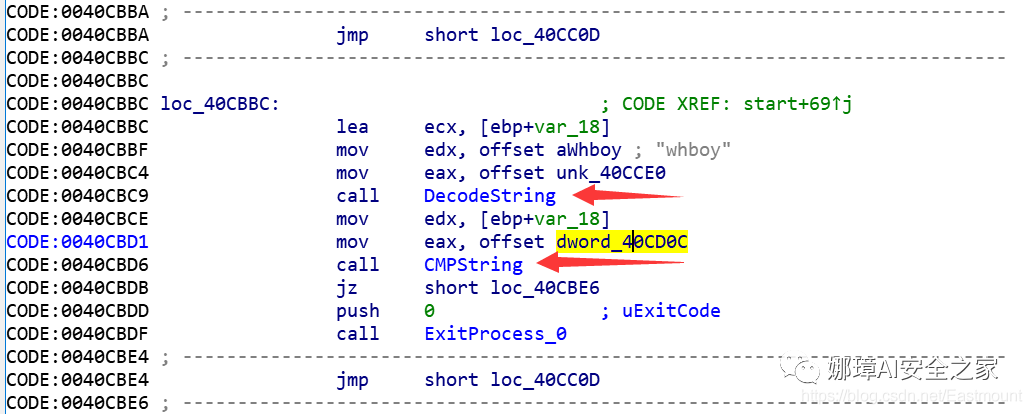 CODE:0040CBBA ; ---------------------------------------------------------------------------
CODE:0040CBBA                 jmp     short loc_40CC0D
CODE:0040CBBC ; ---------------------------------------------------------------------------
CODE:0040CBBC
CODE:0040CBBC loc_40CBBC:                             ; CODE XREF: start+69↑j
CODE:0040CBBC                 lea     ecx, [ebp+var_18]
CODE:0040CBBF                 mov     edx, offset aWhboy ; "whboy"
CODE:0040CBC4                 mov     eax, offset unk_40CCE0
CODE:0040CBC9                 call    DecodeString
CODE:0040CBCE                 mov     edx, [ebp+var_18]
CODE:0040CBD1                 mov     eax, offset dword_40CD0C
CODE:0040CBD6                 call    CMPString
CODE:0040CBDB                 jz      short loc_40CBE6
CODE:0040CBDD                 push    0               ; uExitCode
CODE:0040CBDF                 call    ExitProcess_0
CODE:0040CBE4 ; ---------------------------------------------------------------------------
CODE:0040CBE4                 jmp     short loc_40CC0D
CODE:0040CBE6 ; ---------------------------------------------------------------------------
娜璋AI安全之家
https://blog.csdn.net/Eastmount